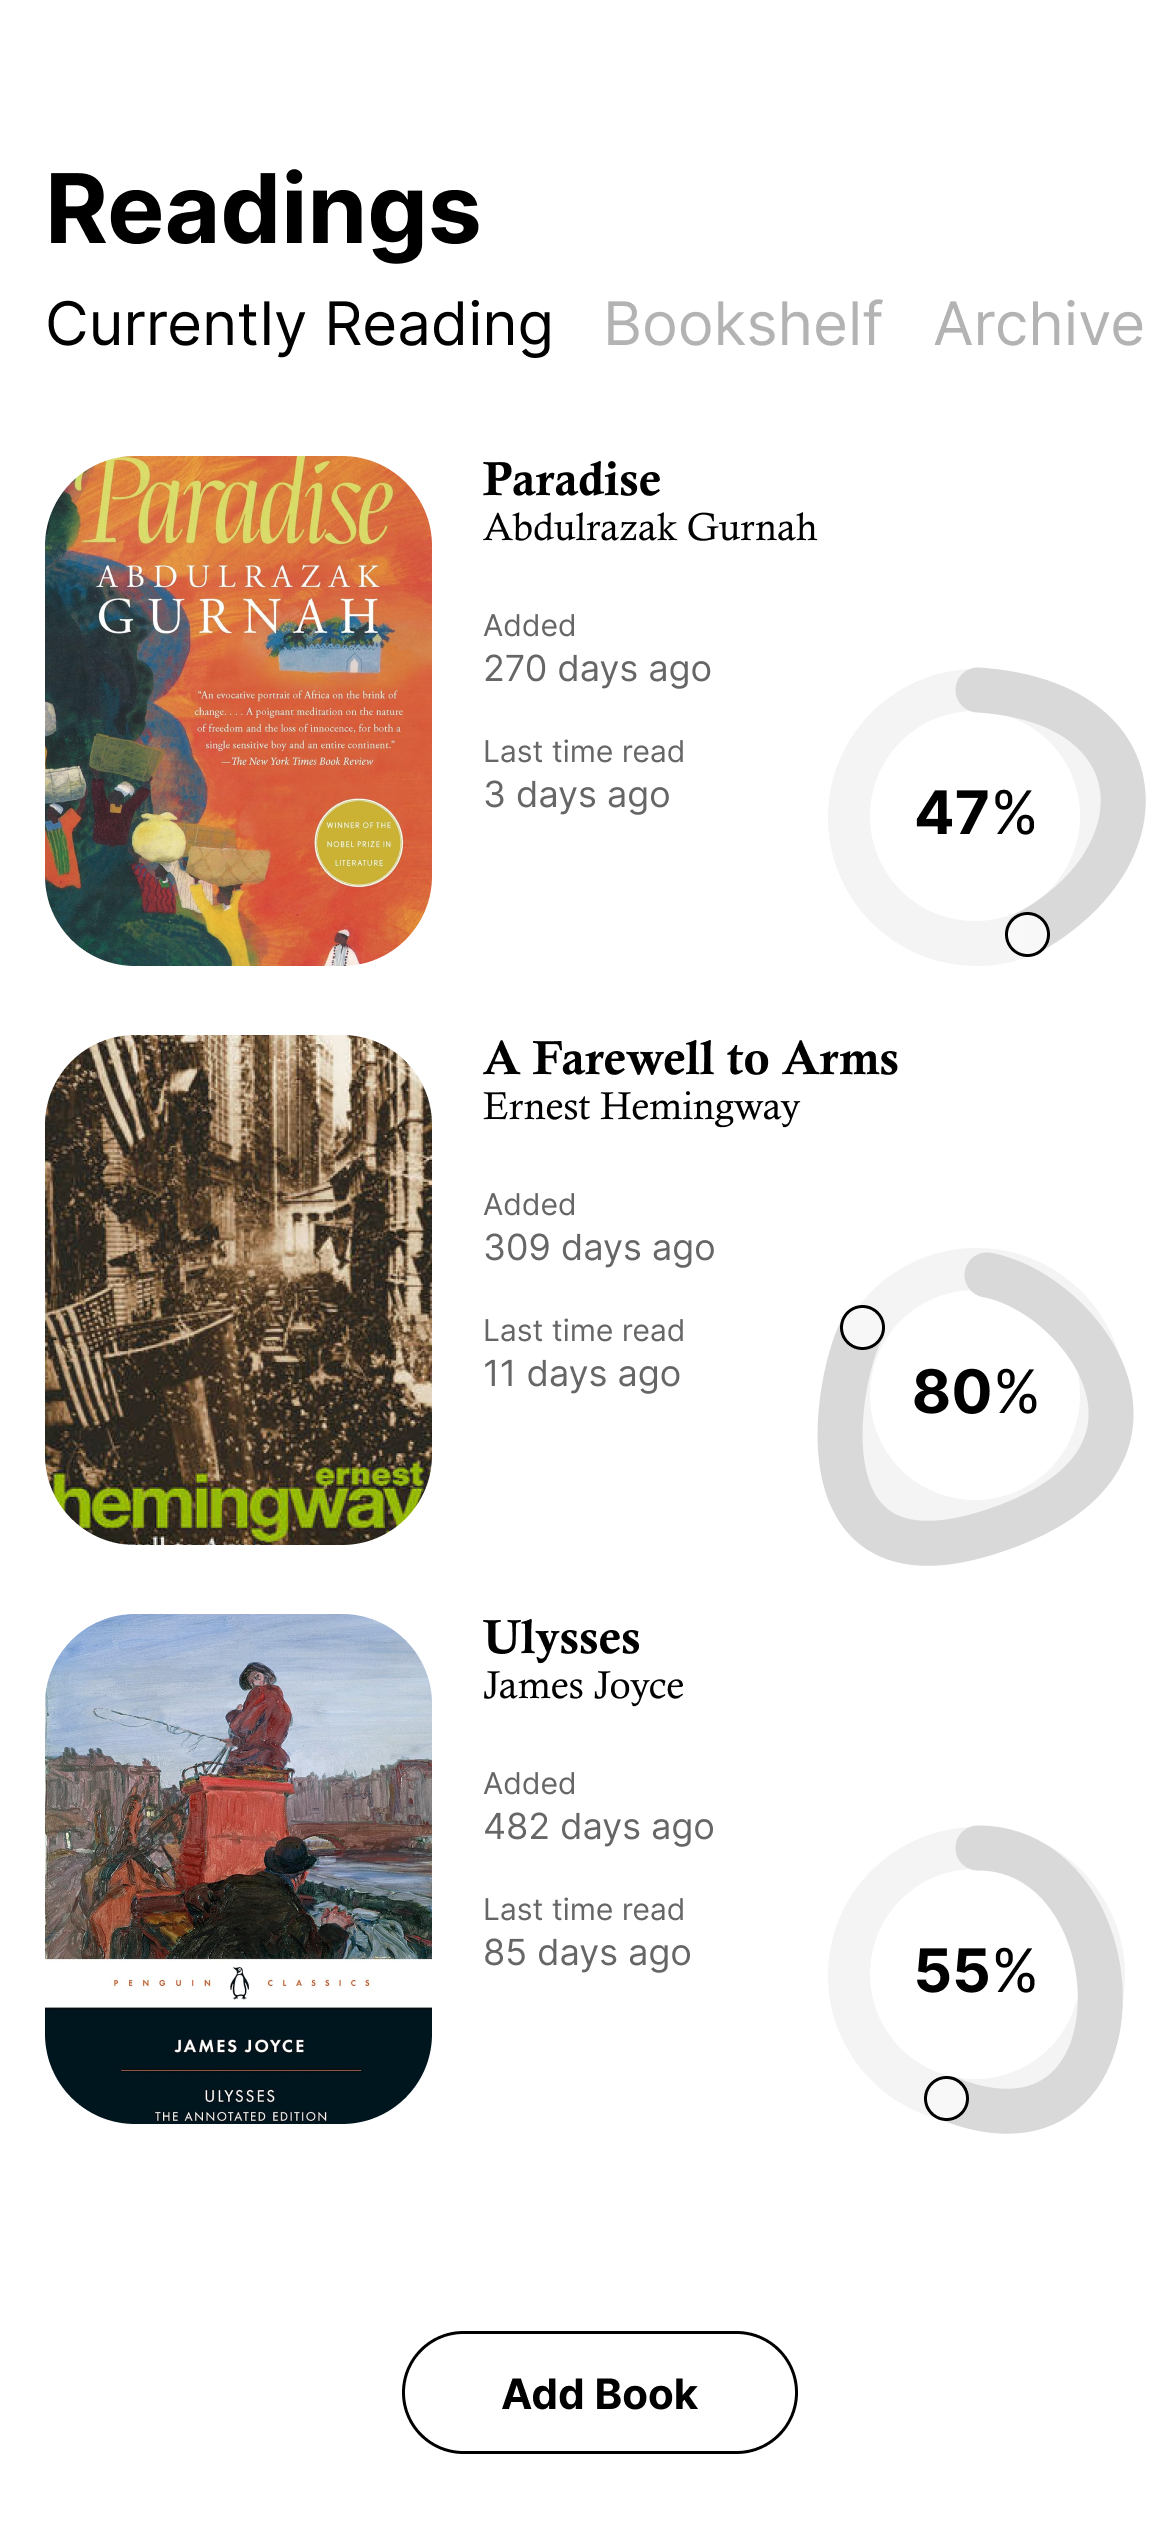 Readings
Currently Reading Bookshelf Archive
Paradise
ABDULRAZAK
GURNAH
"An evocative portrait of Africa on the brink of
change. . . . A poignant meditation on the nature
of freedom and the loss of innocence, for both a
single sensitive boy and an entire continent."
—The New York Times Book Review
WINNER OF THE
NOBEL PRIZE IN
LITERATURE
Paradise
Abdulrazak Gurnah
Added
270 days ago
Last time read
3 days ago
47%
ernest
hemingway
A Farewell to Arms
Ernest Hemingway
Added
309 days ago
Last time read
11 days ago
80%
PENGUIN CLASSICS
JAMES JOYCE
ULYSSES
THE ANNOTATED EDITION
Ulysses
James Joyce
Added
482 days ago
Last time read
85 days ago
55%
Add Book